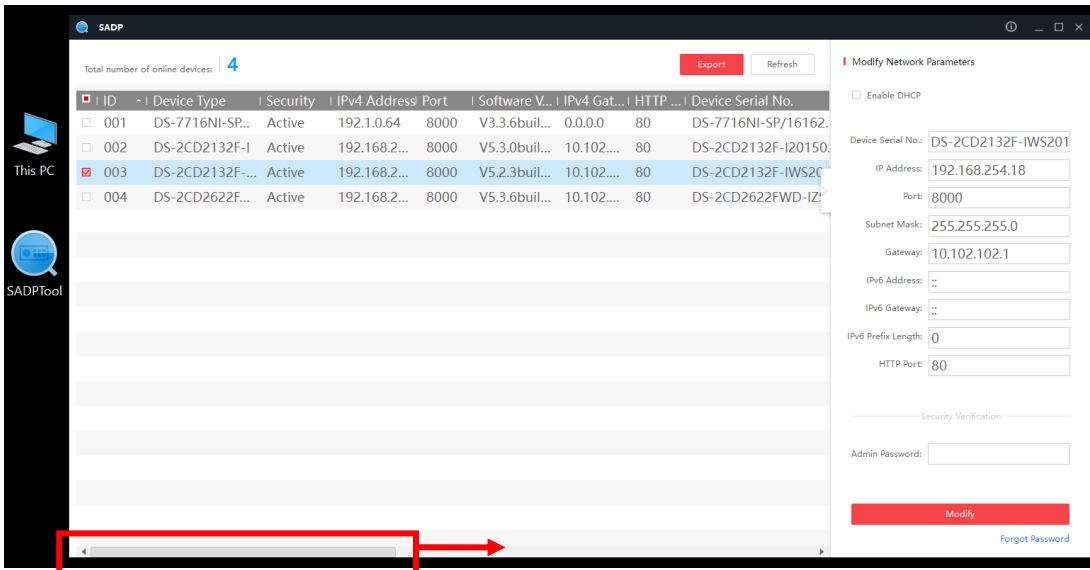 SADP
Total number of online devices: 4
Export
Refresh
ID Device Type Security IPv4 Address Port Software V... IPv4 Gat... HTTP ... Device Serial No.
001 DS-7716NI-SP... Active 192.1.0.64 8000 V3.3.6buil... 0.0.0.0 80 DS-7716NI-SP/16162.
002 DS-2CD2132F-I Active 192.168.2... 8000 V5.3.0buil... 10.102.... 80 DS-2CD2132F-I20150.
003 DS-2CD2132F-... Active 192.168.2... 8000 V5.2.3buil... 10.102.... 80 DS-2CD2132F-IWS20
004 DS-2CD2622F... Active 192.168.2... 8000 V5.3.6buil... 10.102.... 80 DS-2CD2622FWD-IZS
This PC
SADPTool
Modify Network Parameters
Enable DHCP
Device Serial No.: DS-2CD2132F-IWS201
IP Address: 192.168.254.18
Port: 8000
Subnet Mask: 255.255.255.0
Gateway: 10.102.102.1
IPv6 Address: ::
IPv6 Gateway: ::
IPv6 Prefix Length: 0
HTTP Port: 80
Security Verification
Admin Password:
Modify
Forgot Password